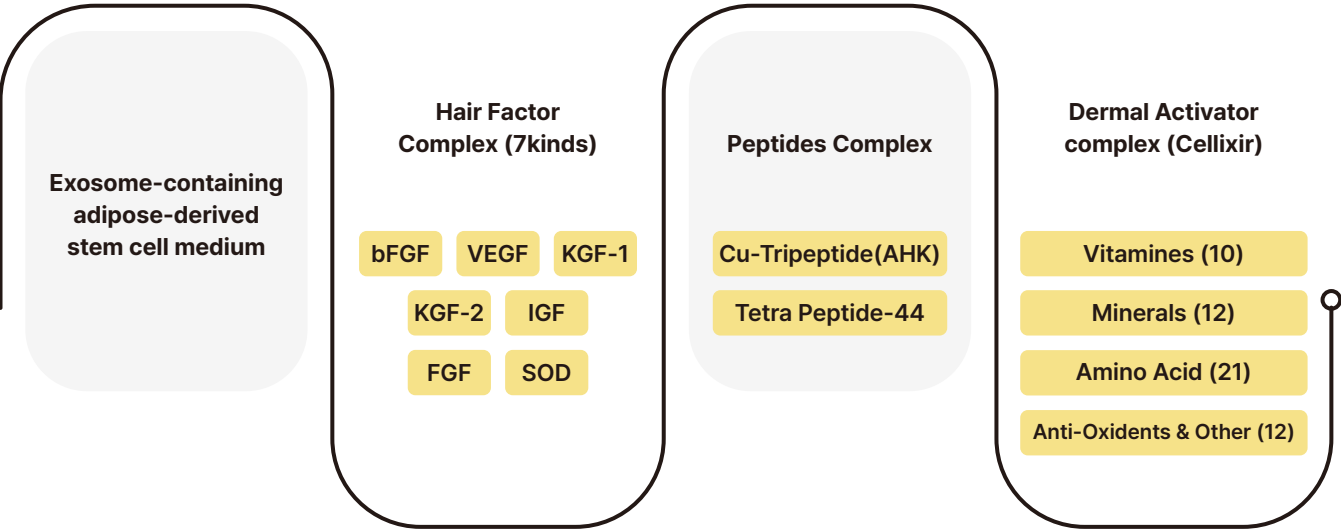 Exosome-containing
adipose-derived
stem cell medium
Hair Factor
Complex (7kinds)
bFGF
VEGF
KGF-1
KGF-2
IGF
FGF
SOD
Peptides Complex
Cu-Tripeptide(AHK)
Tetra Peptide-44
Dermal Activator
complex (Cellixir)
Vitamines (10)
Minerals (12)
Amino Acid (21)
Anti-Oxidents & Other (12)